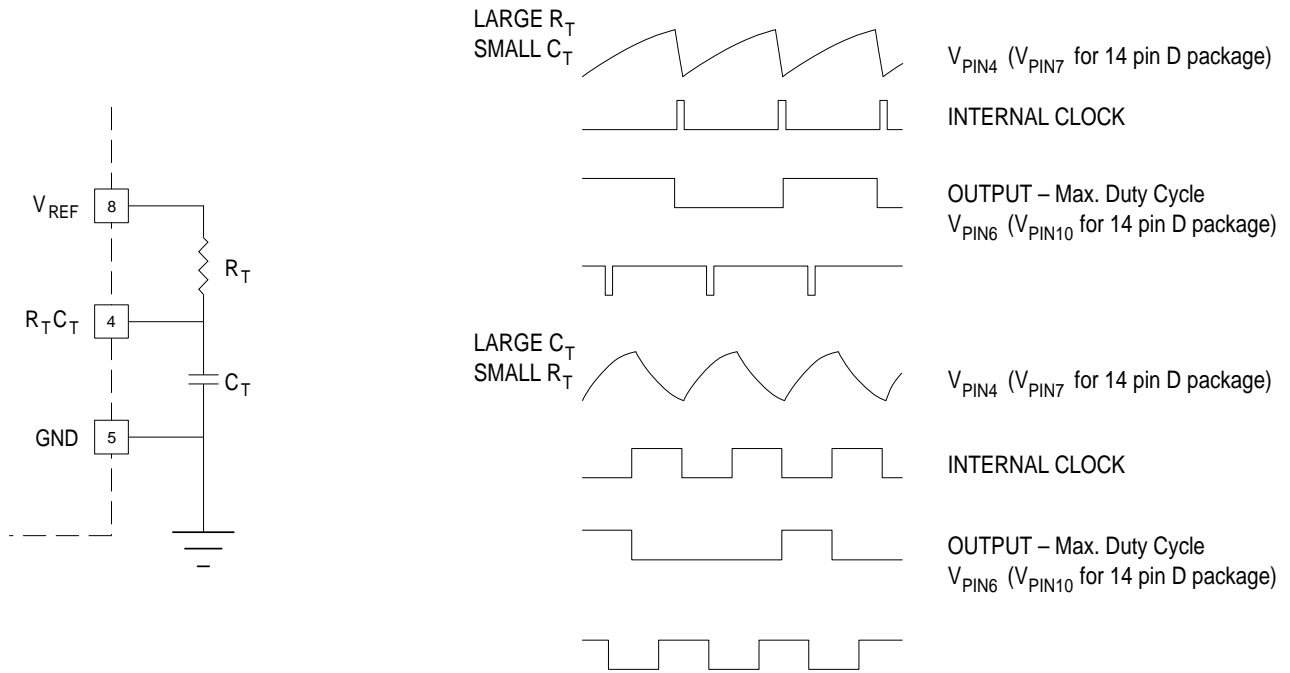 V_REF 8
R_T
R_TC_T 4
C_T
GND 5
LARGE R_T
SMALL C_T
V_PIN4 (V_PIN7 for 14 pin D package)
INTERNAL CLOCK
OUTPUT – Max. Duty Cycle
V_PIN6 (V_PIN10 for 14 pin D package)
LARGE C_T
SMALL R_T
V_PIN4 (V_PIN7 for 14 pin D package)
INTERNAL CLOCK
OUTPUT – Max. Duty Cycle
V_PIN6 (V_PIN10 for 14 pin D package)